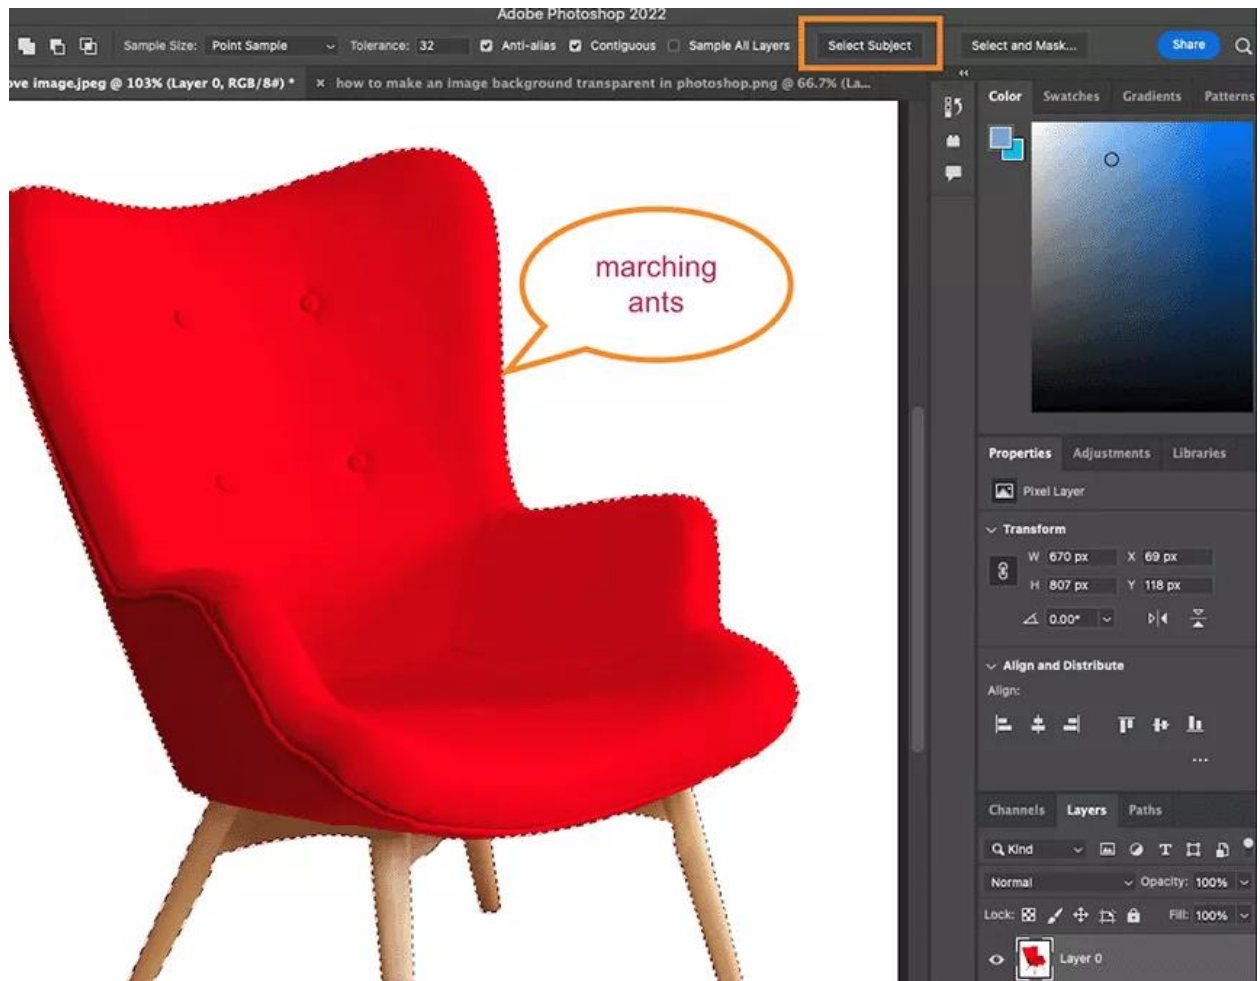 Adobe Photoshop 2022
Sample Size: Point Sample Tolerance: 32 Anti-alias Contiguous Sample All Layers Select Subject Select and Mask... Share
ove image.jpeg @ 103% (Layer 0, RGB/8#) * × how to make an image background transparent in photoshop.png @ 66.7% (La...
Color Swatches Gradients Patterns
marching
ants
Properties Adjustments Libraries
Pixel Layer
Transform
W 670 px X 69 px
H 807 px Y 118 px
0.00°
Align and Distribute
Align:
...
Channels Layers Paths
Kind
Normal Opacity: 100%
Lock: Fill: 100%
Layer 0